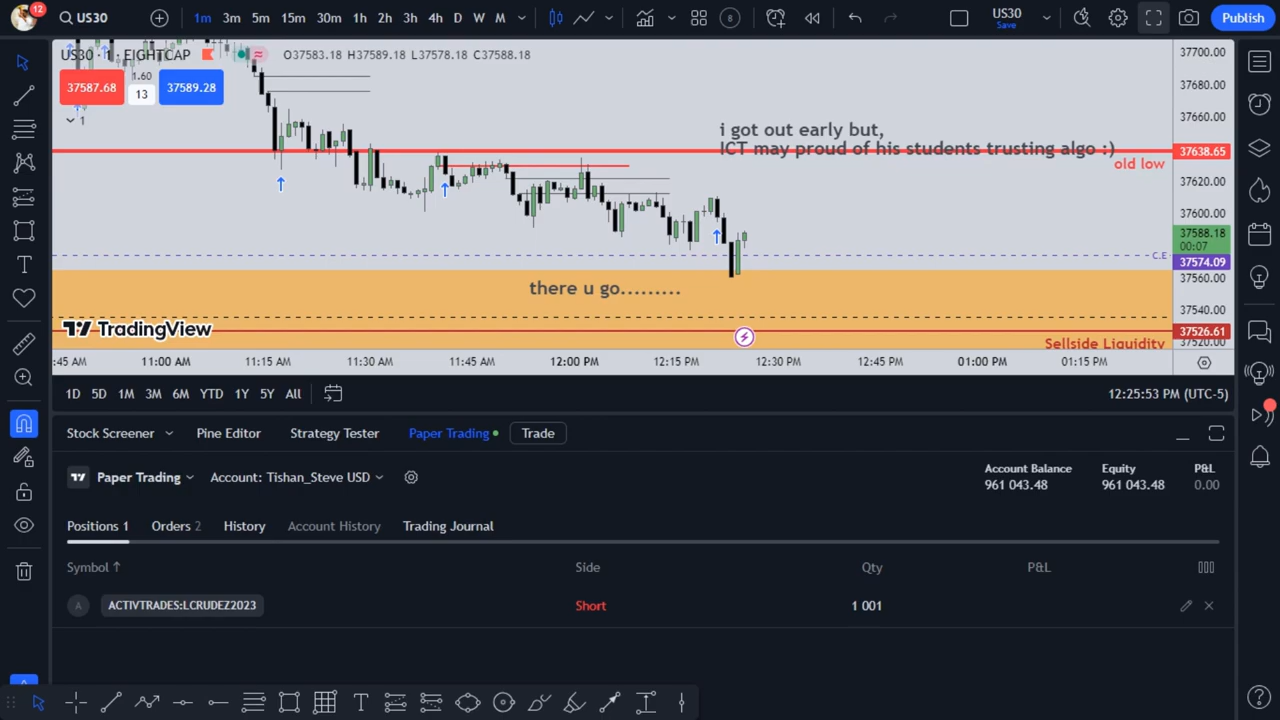 12
US30
1m 3m 5m 15m 30m 1h 2h 3h 4h D W M
8
US30
Save
Publish
US30 · 1 · EIGHTCAP O37583.18 H37589.18 L37578.18 C37588.18
37587.68 1.60 13 37589.28
1
i got out early but,
ICT may proud of his students trusting algo :)
old low
37700.00
37680.00
37660.00
37638.65
37620.00
37600.00
37588.18
00:07
C.E 37574.09
37560.00
there u go.........
37540.00
TradingView
37526.61
37520.00
Sellside Liquidity
:45 AM 11:00 AM 11:15 AM 11:30 AM 11:45 AM 12:00 PM 12:15 PM 12:30 PM 12:45 PM 01:00 PM 01:15 PM
1D 5D 1M 3M 6M YTD 1Y 5Y All 12:25:53 PM (UTC-5)
Stock Screener Pine Editor Strategy Tester Paper Trading Trade
Paper Trading Account: Tishan_Steve USD
Account Balance Equity P&L
961 043.48 961 043.48 0.00
Positions 1 Orders 2 History Account History Trading Journal
Symbol Side Qty P&L
A ACTIVTRADES:LCRUDEZ2023 Short 1 001